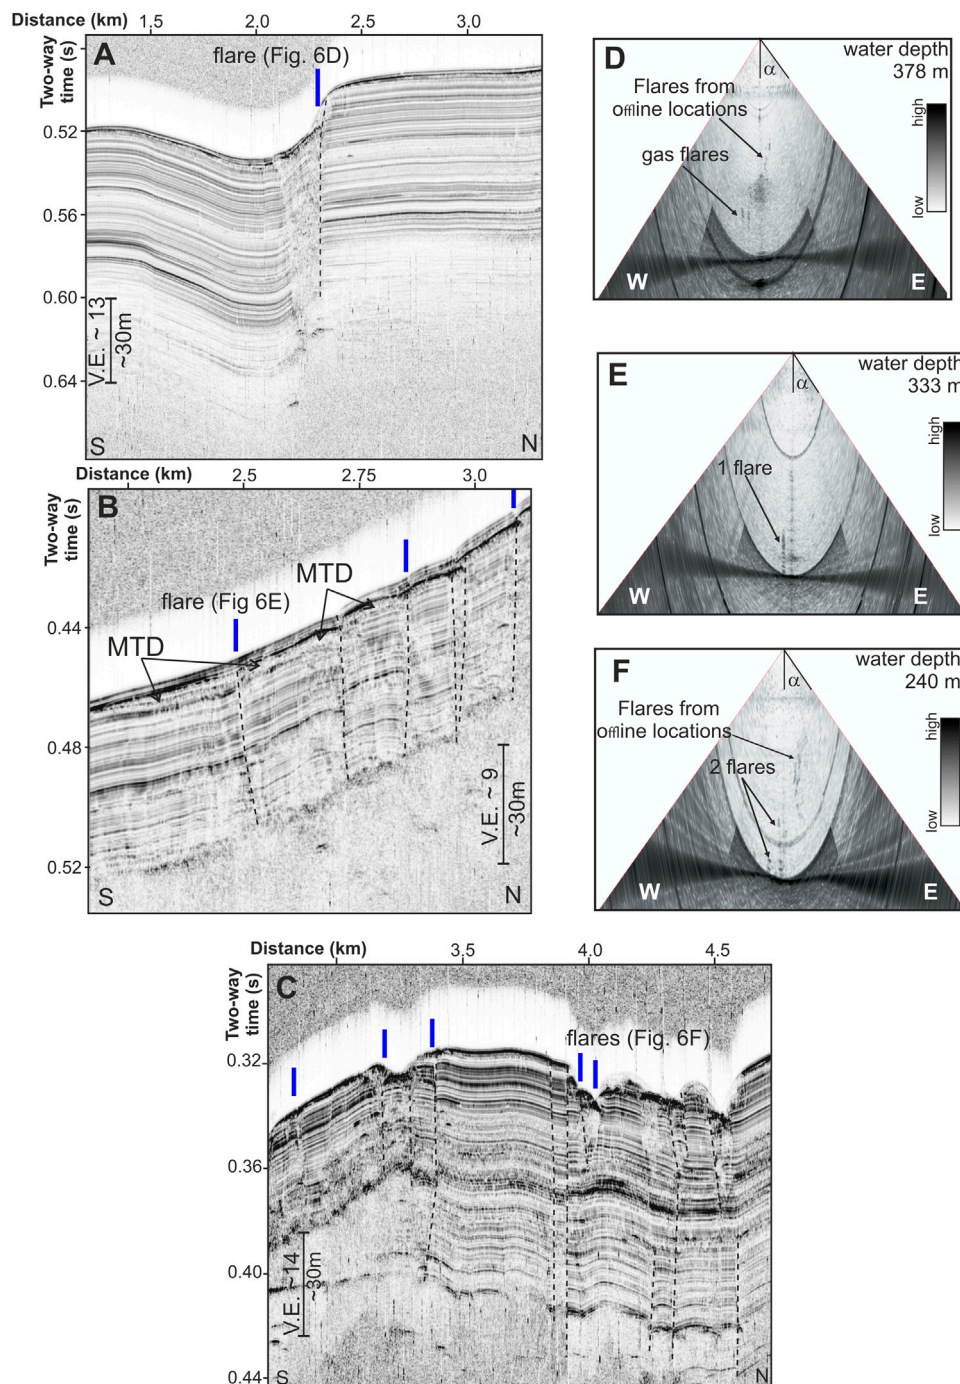 Distance (km) 1.5 2.0 2.5 3.0
Two-way
time (s)
A
flare (Fig. 6D)
0.52
0.56
0.60
0.64
V.E. ~ 13
~30m
S
N
Distance (km) 2.5 2.75 3.0
Two-way
time (s)
B
MTD
flare (Fig 6E)
MTD
0.44
0.48
0.52
V.E. ~ 9
~30m
S
N
Distance (km) 3.5 4.0 4.5
Two-way
time (s)
C
flares (Fig. 6F)
0.32
0.36
0.40
0.44
V.E. ~14
~30m
S
N
D
α
water depth
378 m
Flares from
offline locations
gas flares
high
low
W
E
E
α
water depth
333 m
1 flare
high
low
W
E
F
α
water depth
240 m
Flares from
offline locations
2 flares
high
low
W
E